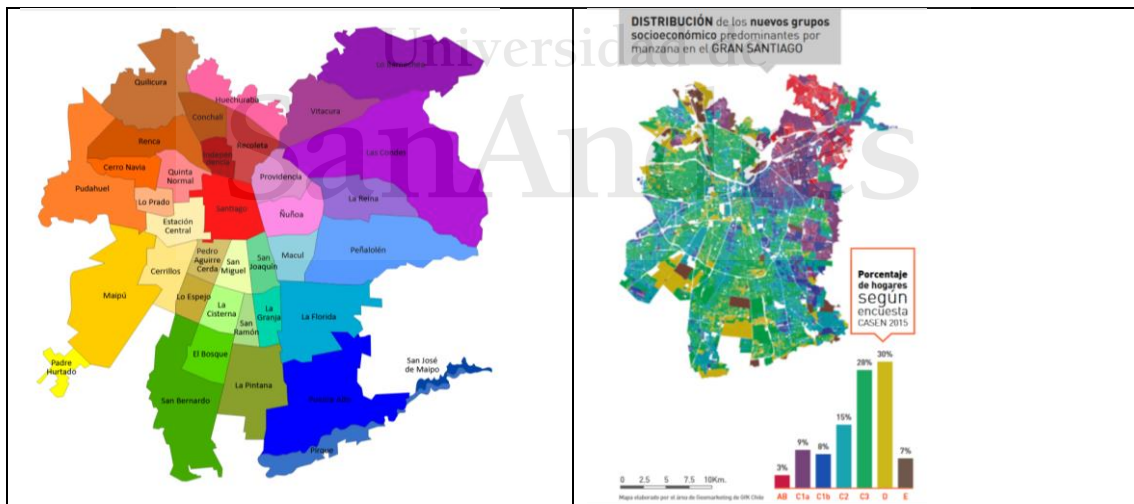 Universidad de
SanAndrés
Quilicura
Huechuraba
Lo Barnechea
Conchalí
Vitacura
Renca
Recoleta
Independencia
Las Condes
Cerro Navia
Quinta
Normal
Providencia
Pudahuel
La Reina
Lo Prado
Santiago
Ñuñoa
Estación
Central
Pedro
Aguirre
Cerda
San
Miguel
San
Joaquín
Macul
Peñalolén
Cerrillos
Maipú
Lo Espejo
La
Cisterna
San
Ramón
La
Granja
La Florida
El Bosque
Padre
Hurtado
San José
de Maipo
La Pintana
Puente Alto
San Bernardo
Pirque
DISTRIBUCIÓN de los nuevos grupos
socioeconómico predominantes por
manzana en el GRAN SANTIAGO
Porcentaje
de hogares
según
encuesta
CASEN 2015
3%
9%
8%
15%
28%
30%
7%
AB C1a C1b C2 C3 D E
0 2,5 5 7,5 10Km.
Mapa elaborado por el área de Geomarketing de GfK Chile